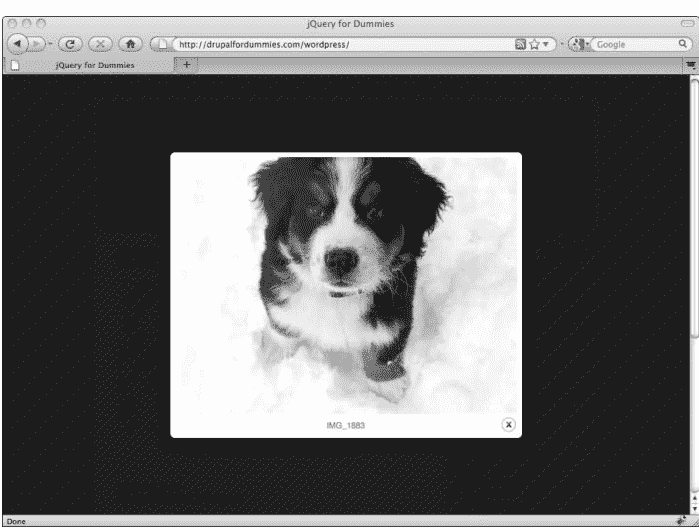 jQuery for Dummies
http://drupalfordummies.com/wordpress/
Google
jQuery for Dummies
+
IMG_1883
X
Done